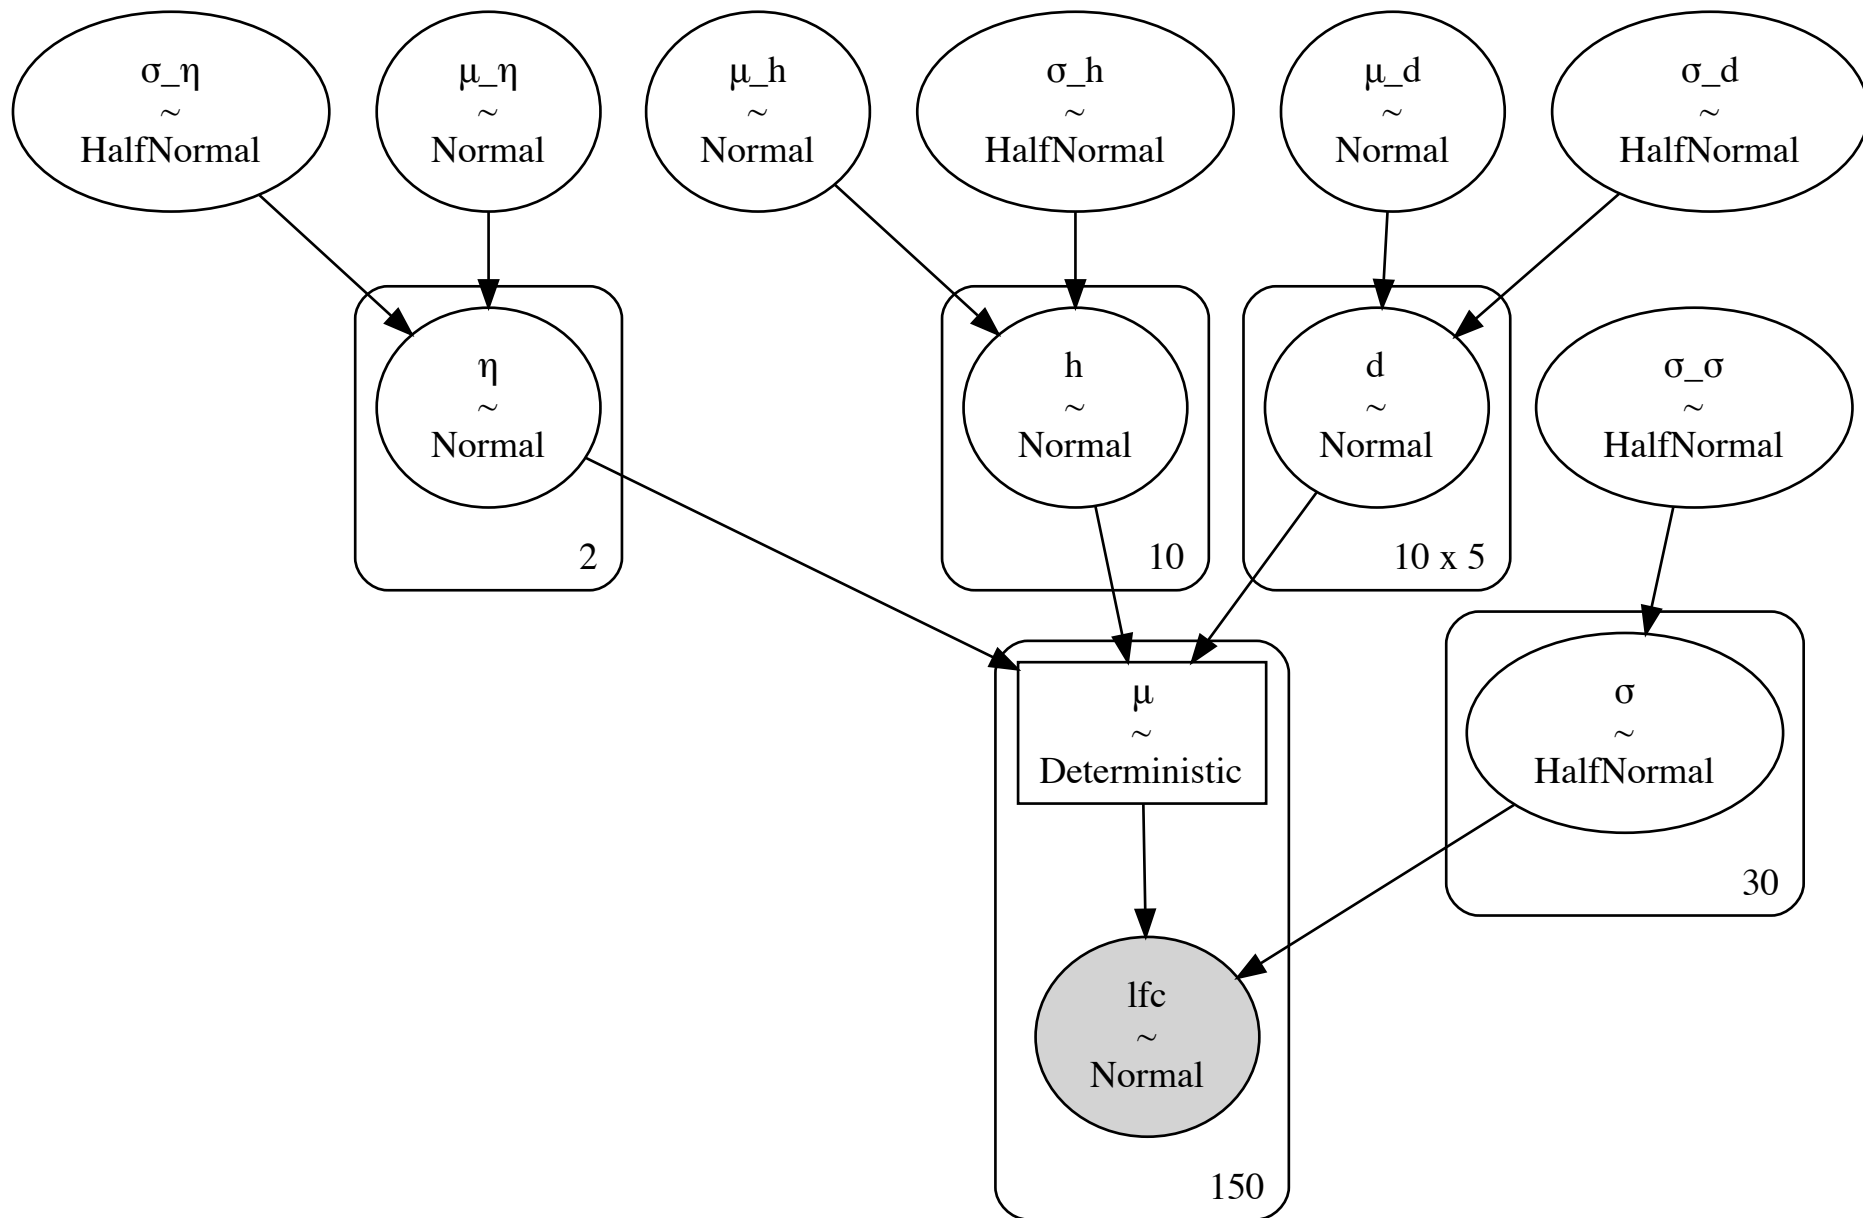 σ_η
~
HalfNormal
μ_η
~
Normal
μ_h
~
Normal
σ_h
~
HalfNormal
μ_d
~
Normal
σ_d
~
HalfNormal
η
~
Normal
2
h
~
Normal
10
d
~
Normal
10 x 5
σ_σ
~
HalfNormal
μ
~
Deterministic
σ
~
HalfNormal
30
lfc
~
Normal
150